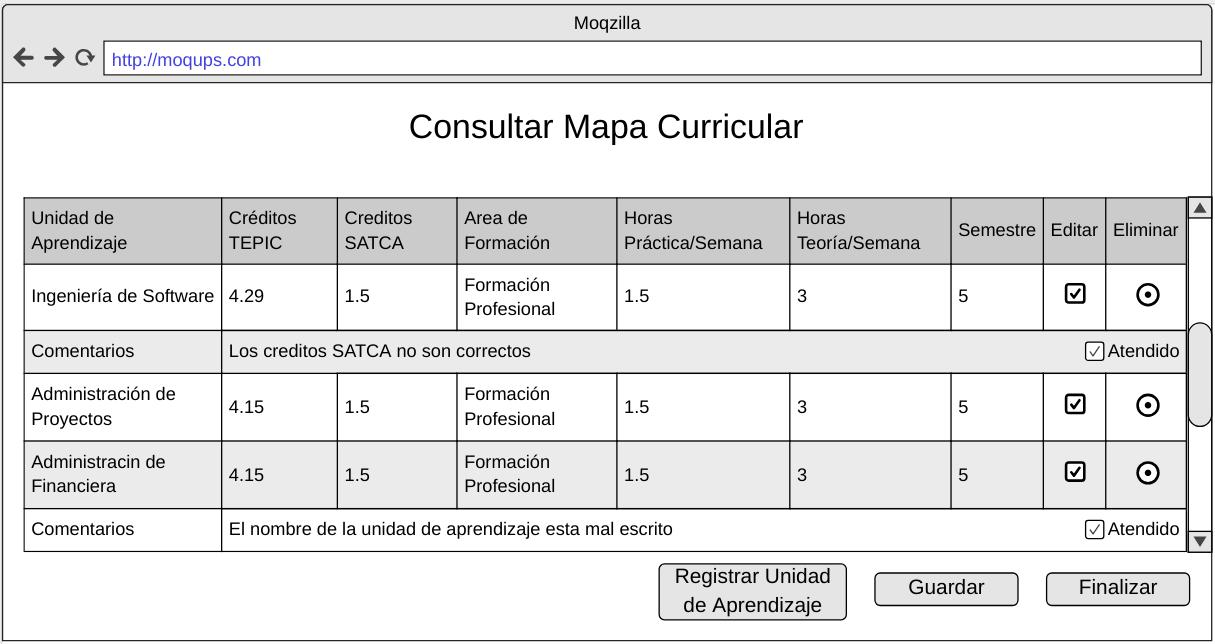 Moqzilla
http://moqups.com
Consultar Mapa Curricular
Unidad de
Aprendizaje
Créditos
TEPIC
Creditos
SATCA
Area de
Formación
Horas
Práctica/Semana
Horas
Teoría/Semana
Semestre
Editar
Eliminar
Ingeniería de Software
4.29
1.5
Formación
Profesional
1.5
3
5
Comentarios
Los creditos SATCA no son correctos
Atendido
Administración de
Proyectos
4.15
1.5
Formación
Profesional
1.5
3
5
Administracin de
Financiera
4.15
1.5
Formación
Profesional
1.5
3
5
Comentarios
El nombre de la unidad de aprendizaje esta mal escrito
Atendido
Registrar Unidad
de Aprendizaje
Guardar
Finalizar